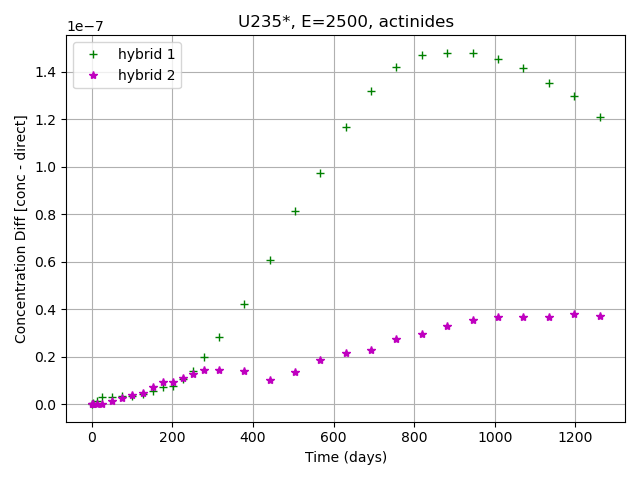 U235*, E=2500, actinides
1e−7
hybrid 1
hybrid 2
1.4
1.2
1.0
0.8
0.6
0.4
0.2
0.0
Concentration Diff [conc - direct]
0 200 400 600 800 1000 1200
Time (days)